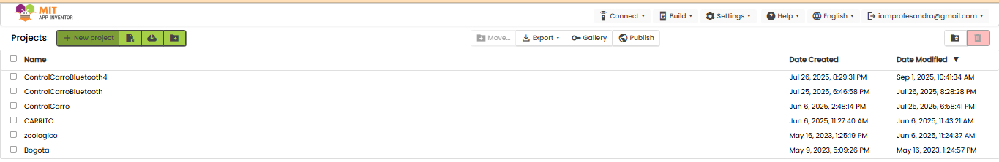 MIT
APP INVENTOR
Connect Build Settings Help English iamprofesandra@gmail.com
Projects + New project Move... Export Gallery Publish
Name Date Created Date Modified ▼
ControlCarroBluetooth4 Jul 26, 2025, 8:29:31 PM Sep 1, 2025, 10:41:34 AM
ControlCarroBluetooth Jul 25, 2025, 6:46:58 PM Jul 26, 2025, 8:28:28 PM
ControlCarro Jun 6, 2025, 2:48:14 PM Jul 25, 2025, 6:58:41 PM
CARRITO Jun 6, 2025, 11:27:40 AM Jun 6, 2025, 11:43:21 AM
zoologico May 16, 2023, 1:25:19 PM Jun 6, 2025, 11:24:37 AM
Bogota May 9, 2023, 5:09:26 PM May 16, 2023, 1:24:57 PM